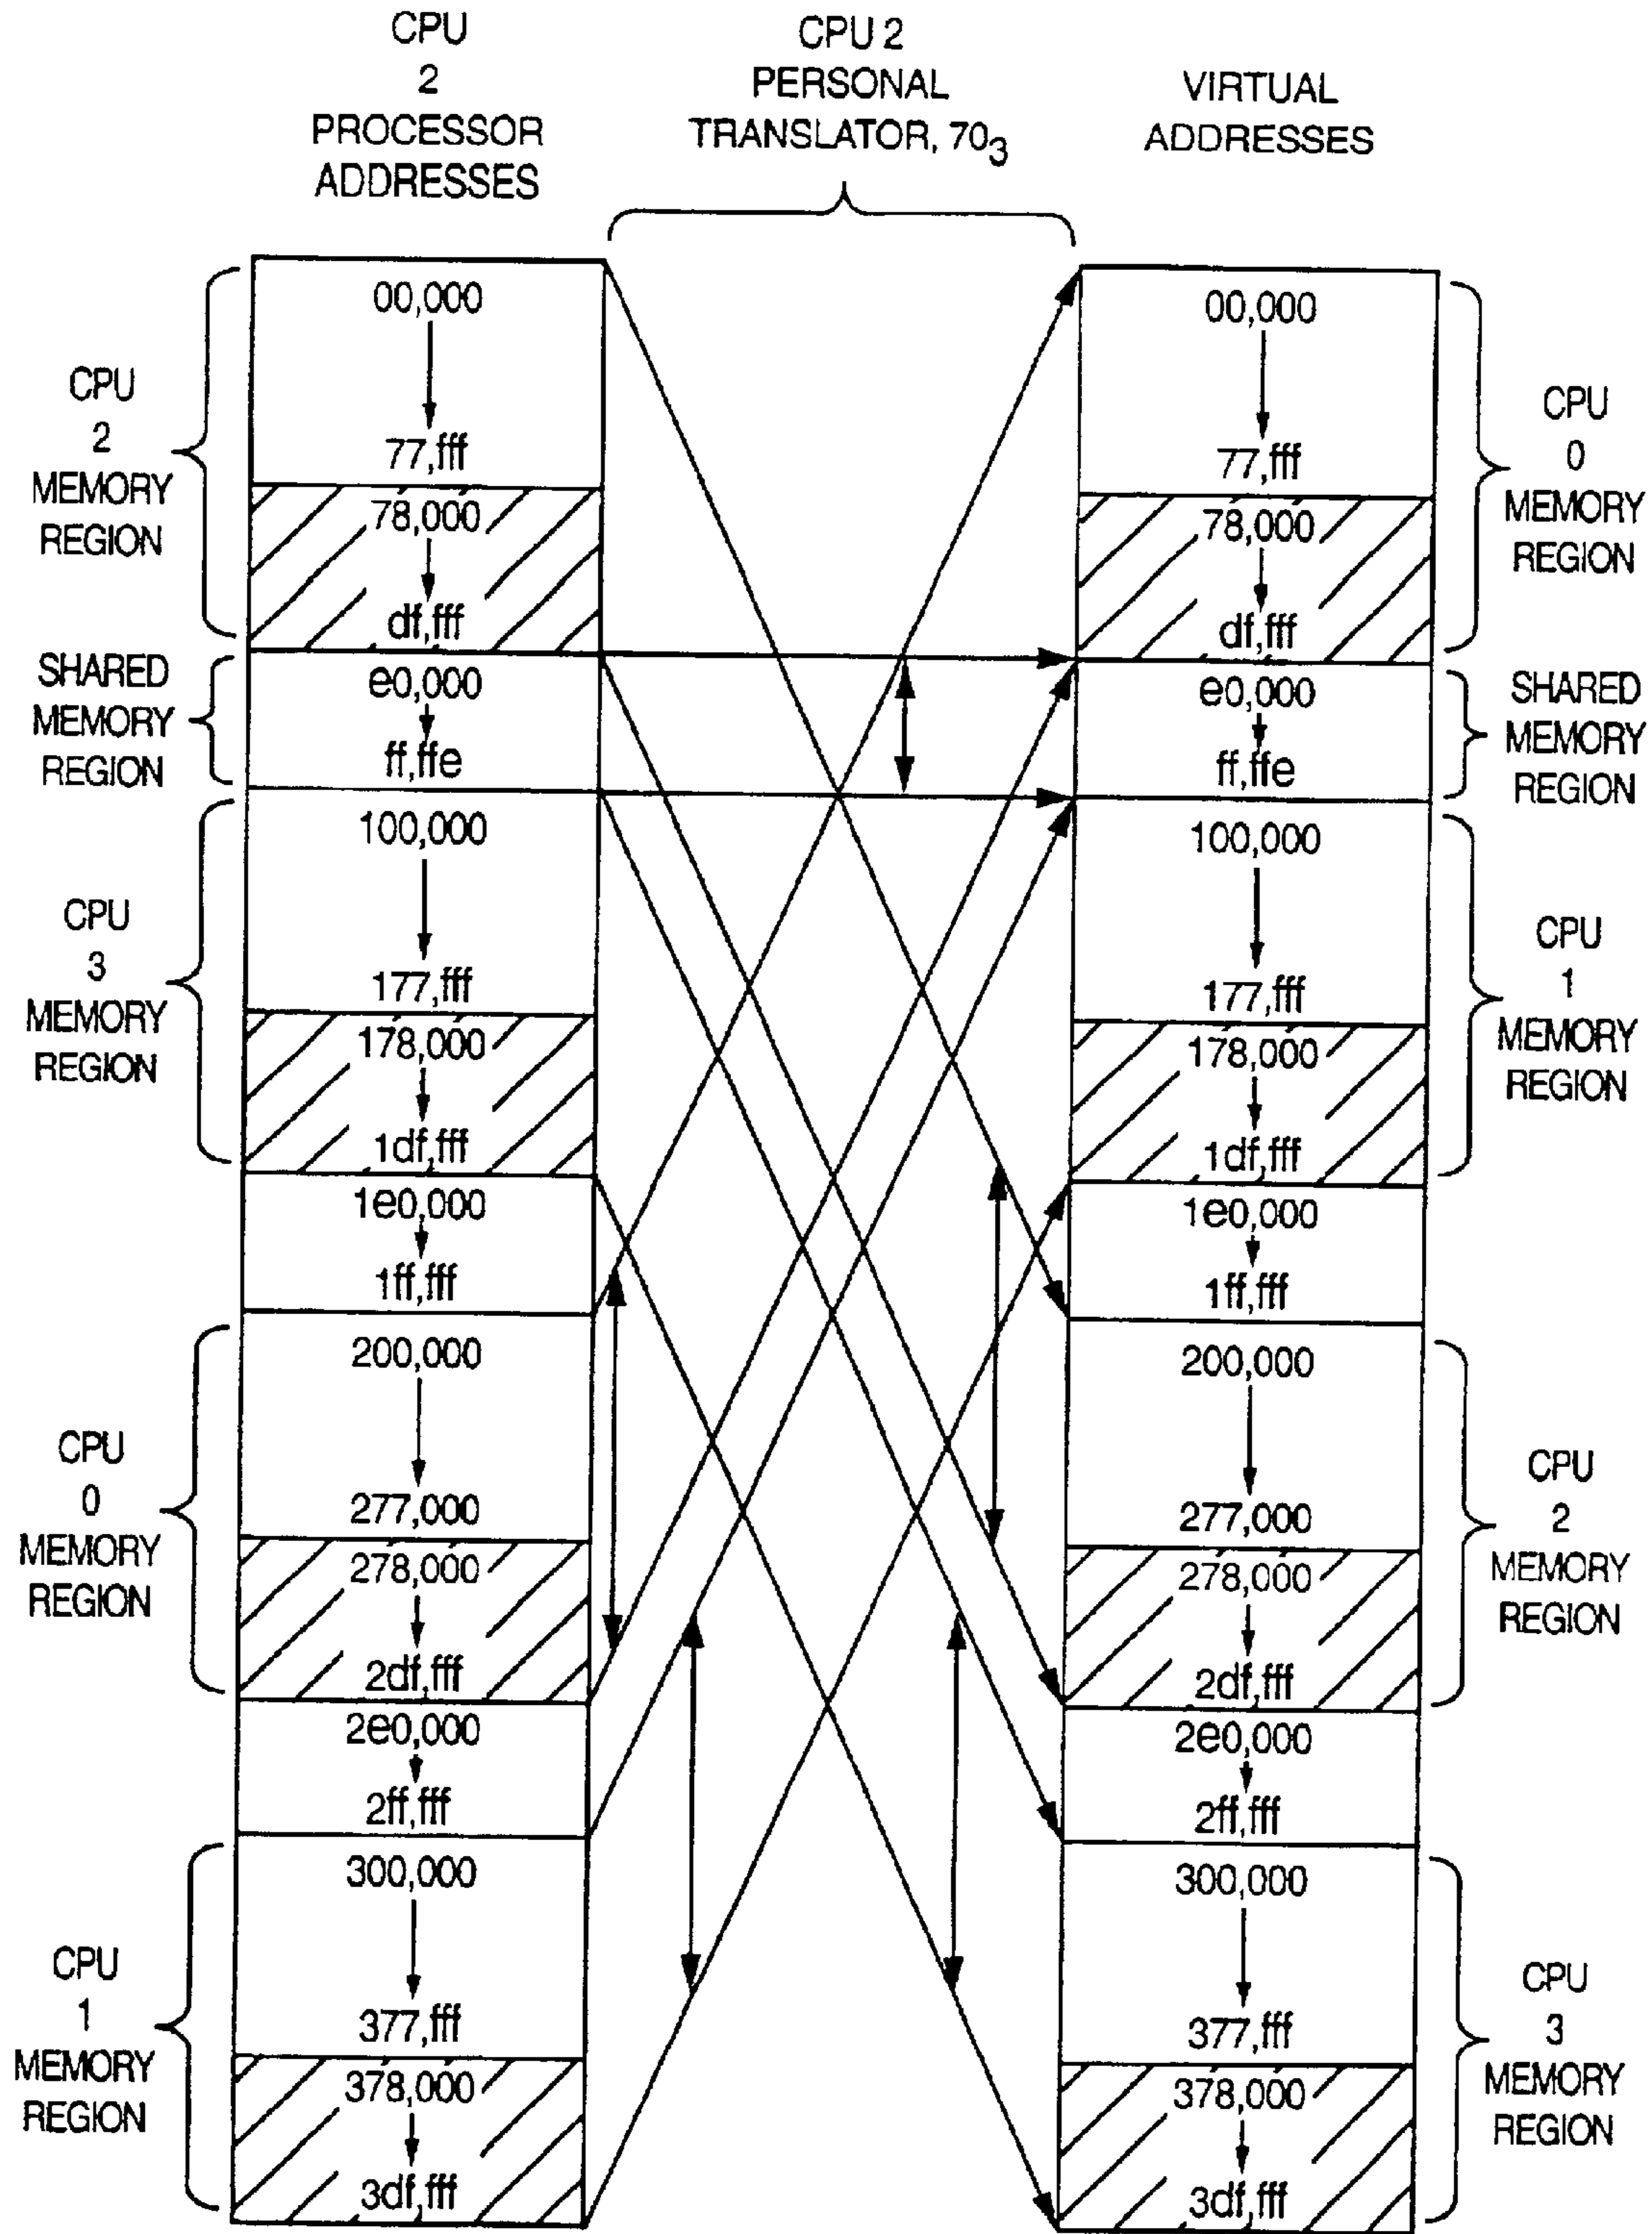 CPU
2
PROCESSOR
ADDRESSES
CPU 2
PERSONAL
TRANSLATOR, 70₃
VIRTUAL
ADDRESSES
CPU
2
MEMORY
REGION
SHARED
MEMORY
REGION
CPU
3
MEMORY
REGION
CPU
0
MEMORY
REGION
CPU
1
MEMORY
REGION
00,000
77,fff
78,000
df,fff
e0,000
ff,ffe
100,000
177,fff
178,000
1df,fff
1e0,000
1ff,fff
200,000
277,000
278,000
2df,fff
2e0,000
2ff,fff
300,000
377,fff
378,000
3df,fff
00,000
77,fff
78,000
df,fff
e0,000
ff,ffe
100,000
177,fff
178,000
1df,fff
1e0,000
1ff,fff
200,000
277,000
278,000
2df,fff
2e0,000
2ff,fff
300,000
377,fff
378,000
3df,fff
CPU
0
MEMORY
REGION
SHARED
MEMORY
REGION
CPU
1
MEMORY
REGION
CPU
2
MEMORY
REGION
CPU
3
MEMORY
REGION